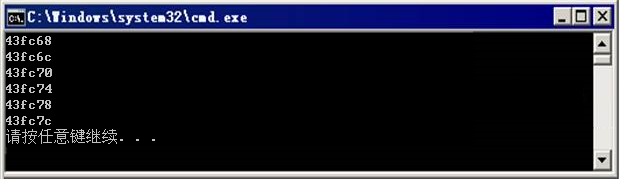 C:\Windows\system32\cmd.exe
43fc68
43fc6c
43fc70
43fc74
43fc78
43fc7c
请按任意键继续. . .